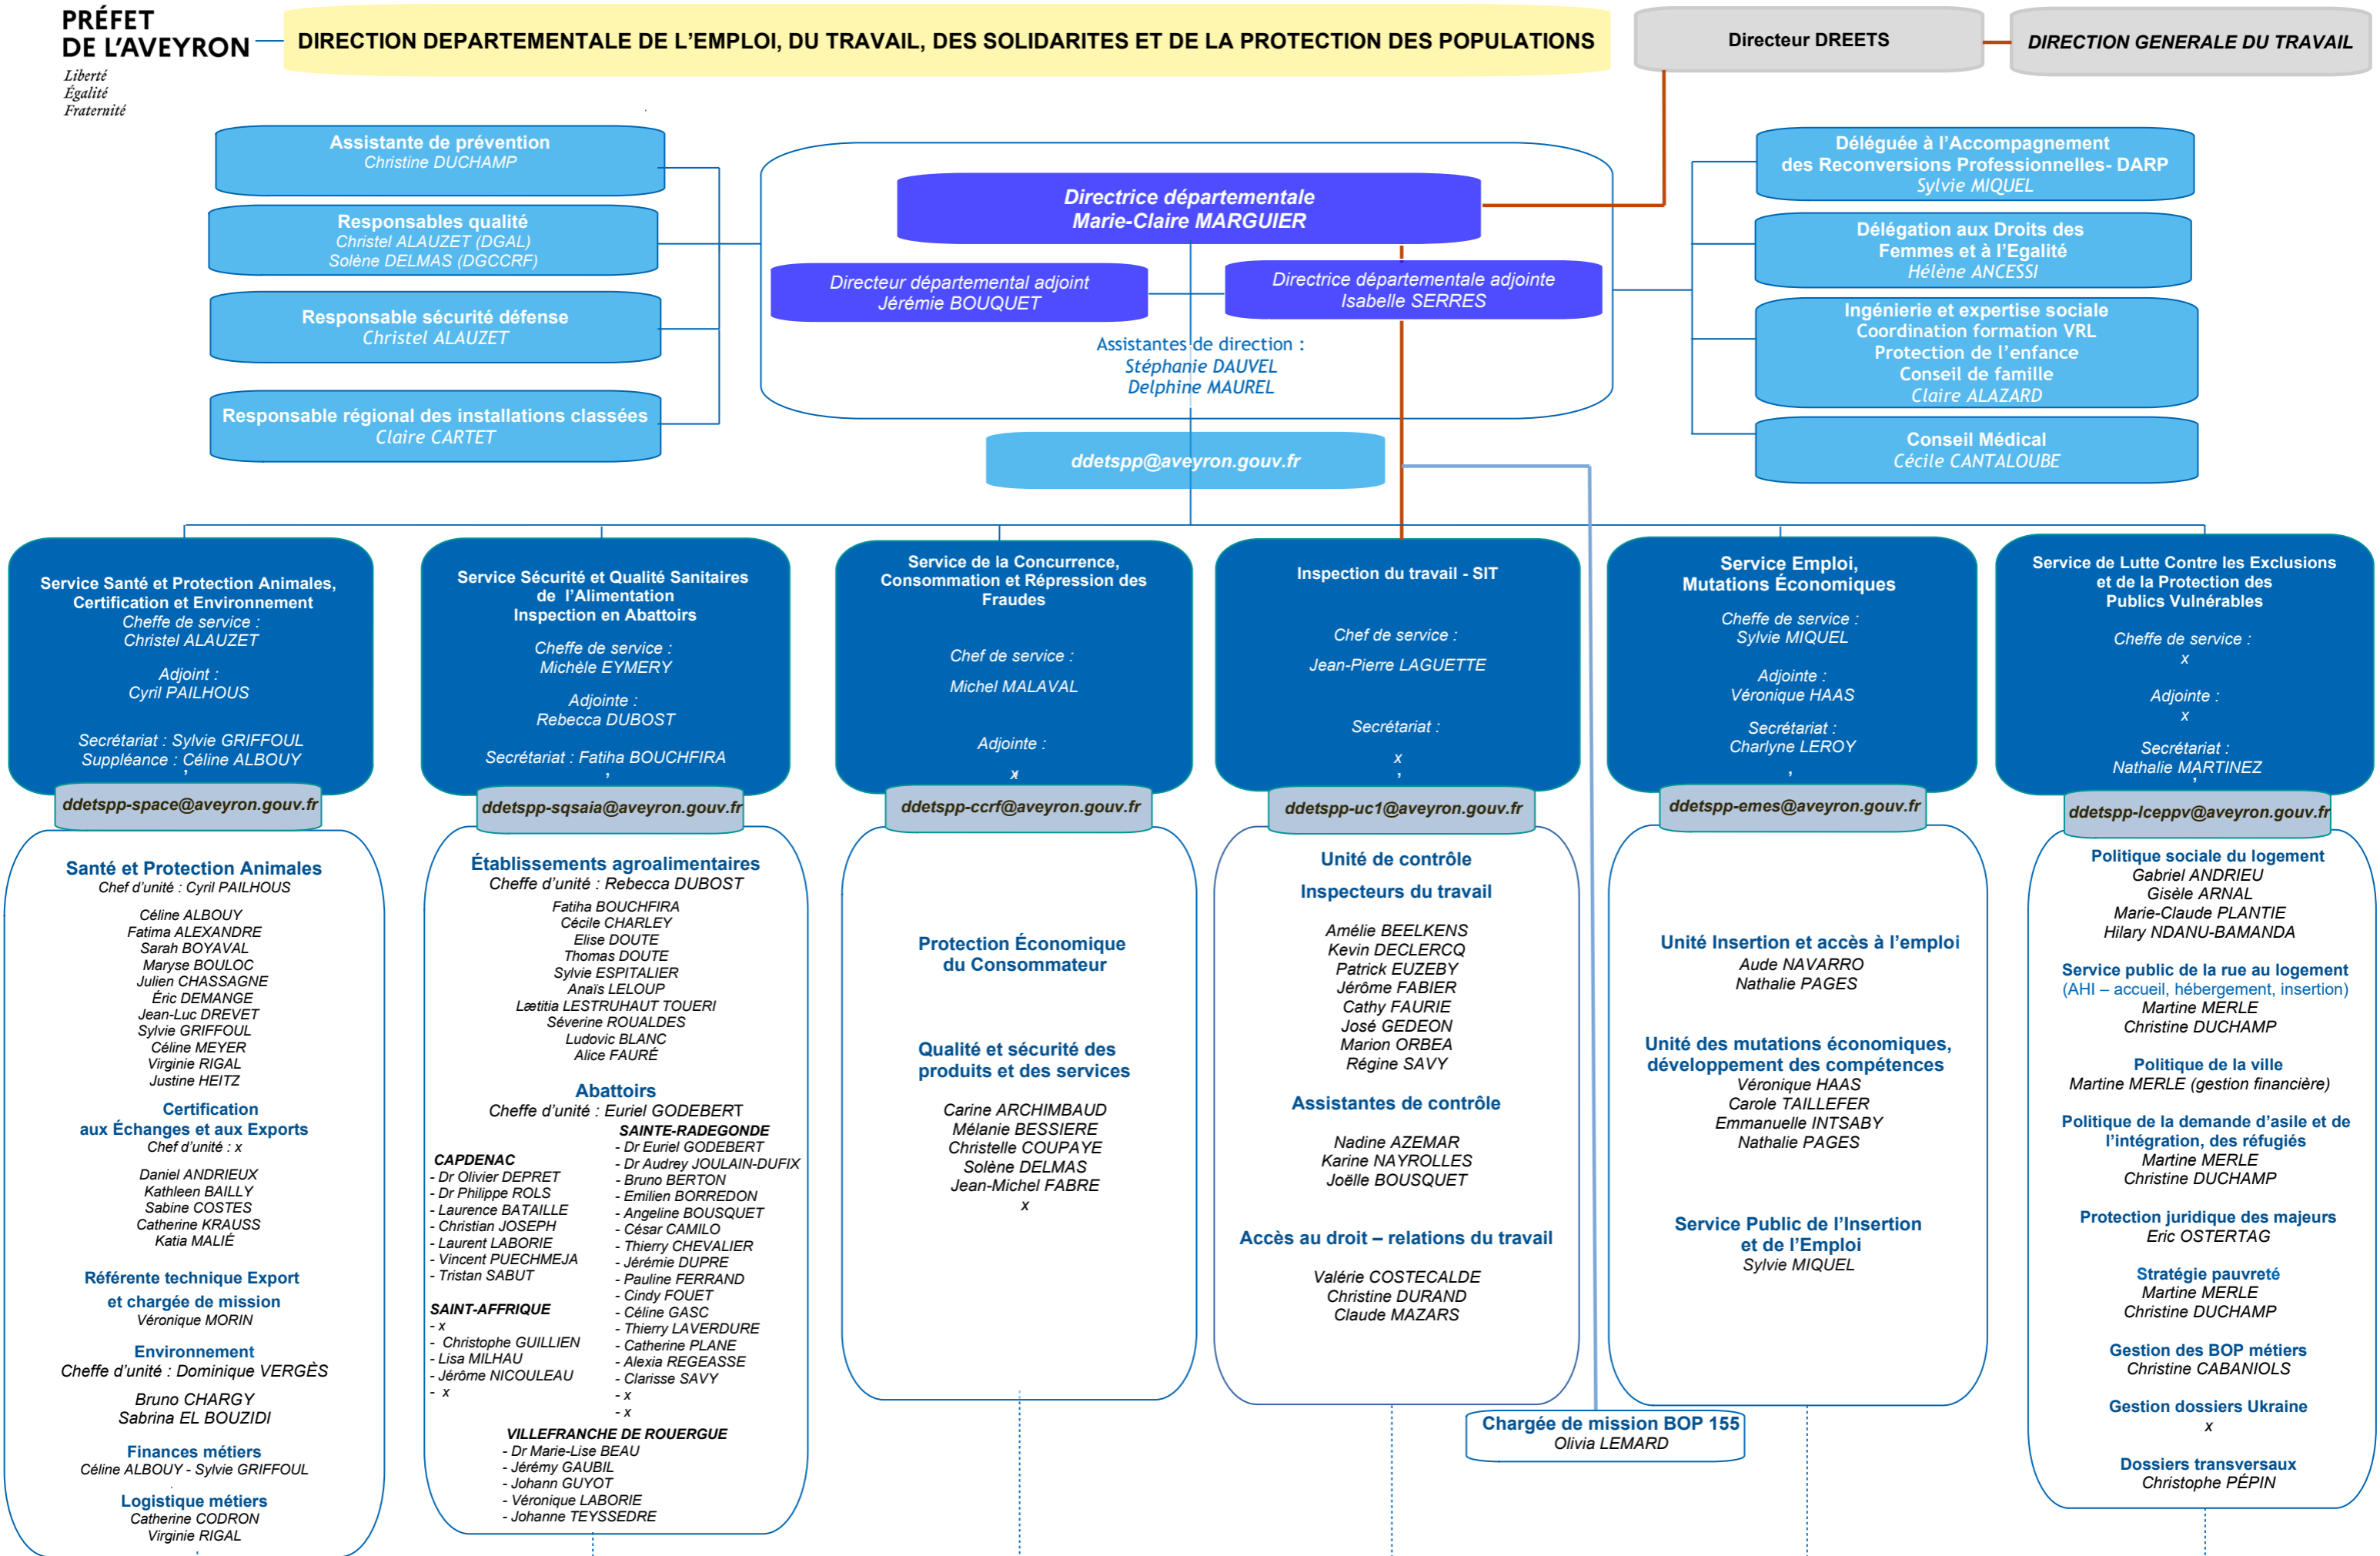 PRÉFET
DE L'AVEYRON
Liberté
Égalité
Fraternité
DIRECTION DEPARTEMENTALE DE L'EMPLOI, DU TRAVAIL, DES SOLIDARITES ET DE LA PROTECTION DES POPULATIONS
Directeur DREETS
DIRECTION GENERALE DU TRAVAIL
Assistante de prévention
Christine DUCHAMP
Responsables qualité
Christel ALAUZET (DGAL)
Solène DELMAS (DGCCRF)
Responsable sécurité défense
Christel ALAUZET
Responsable régional des installations classées
Claire CARTET
Directrice départementale
Marie-Claire MARGUIER
Directeur départemental adjoint
Jérémie BOUQUET
Directrice départementale adjointe
Isabelle SERRES
Assistantes de direction :
Stéphanie DAUVEL
Delphine MAUREL
ddetspp@aveyron.gouv.fr
Déléguée à l'Accompagnement
des Reconversions Professionnelles- DARP
Sylvie MIQUEL
Délégation aux Droits des
Femmes et à l'Egalité
Hélène ANCESSI
Ingénierie et expertise sociale
Coordination formation VRL
Protection de l'enfance
Conseil de famille
Claire ALAZARD
Conseil Médical
Cécile CANTALOUBE
Service Santé et Protection Animales,
Certification et Environnement
Cheffe de service :
Christel ALAUZET
Adjoint :
Cyril PAILHOUS
Secrétariat : Sylvie GRIFFOUL
Suppléance : Céline ALBOUY
,
ddetspp-space@aveyron.gouv.fr
Santé et Protection Animales
Chef d'unité : Cyril PAILHOUS
Céline ALBOUY
Fatima ALEXANDRE
Sarah BOYAVAL
Maryse BOULOC
Julien CHASSAGNE
Éric DEMANGE
Jean-Luc DREVET
Sylvie GRIFFOUL
Céline MEYER
Virginie RIGAL
Justine HEITZ
Certification
aux Échanges et aux Exports
Chef d'unité : x
Daniel ANDRIEUX
Kathleen BAILLY
Sabine COSTES
Catherine KRAUSS
Katia MALIÉ
Référente technique Export
et chargée de mission
Véronique MORIN
Environnement
Cheffe d'unité : Dominique VERGÈS
Bruno CHARGY
Sabrina EL BOUZIDI
Finances métiers
Céline ALBOUY - Sylvie GRIFFOUL
Logistique métiers
Catherine CODRON
Virginie RIGAL
Service Sécurité et Qualité Sanitaires
de l'Alimentation
Inspection en Abattoirs
Cheffe de service :
Michèle EYMERY
Adjointe :
Rebecca DUBOST
Secrétariat : Fatiha BOUCHFIRA
,
ddetspp-sqsaia@aveyron.gouv.fr
Établissements agroalimentaires
Cheffe d'unité : Rebecca DUBOST
Fatiha BOUCHFIRA
Cécile CHARLEY
Elise DOUTE
Thomas DOUTE
Sylvie ESPITALIER
Anaïs LELOUP
Lætitia LESTRUHAUT TOUERI
Séverine ROUALDES
Ludovic BLANC
Alice FAURÉ
Abattoirs
Cheffe d'unité : Euriel GODEBERT
CAPDENAC
- Dr Olivier DEPRET
- Dr Philippe ROLS
- Laurence BATAILLE
- Christian JOSEPH
- Laurent LABORIE
- Vincent PUECHMEJA
- Tristan SABUT
SAINT-AFFRIQUE
- x
- Christophe GUILLIEN
- Lisa MILHAU
- Jérôme NICOULEAU
- x
SAINTE-RADEGONDE
- Dr Euriel GODEBERT
- Dr Audrey JOULAIN-DUFIX
- Bruno BERTON
- Emilien BORREDON
- Angeline BOUSQUET
- César CAMILO
- Thierry CHEVALIER
- Jérémie DUPRE
- Pauline FERRAND
- Cindy FOUET
- Céline GASC
- Thierry LAVERDURE
- Catherine PLANE
- Alexia REGEASSE
- Clarisse SAVY
- x
- x
VILLEFRANCHE DE ROUERGUE
- Dr Marie-Lise BEAU
- Jérémy GAUBIL
- Johann GUYOT
- Véronique LABORIE
- Johanne TEYSSEDRE
Service de la Concurrence,
Consommation et Répression des
Fraudes
Chef de service :
Michel MALAVAL
Adjointe :
x
ddetspp-ccrf@aveyron.gouv.fr
Protection Économique
du Consommateur
Qualité et sécurité des
produits et des services
Carine ARCHIMBAUD
Mélanie BESSIERE
Christelle COUPAYE
Solène DELMAS
Jean-Michel FABRE
x
Inspection du travail - SIT
Chef de service :
Jean-Pierre LAGUETTE
Secrétariat :
x
,
ddetspp-uc1@aveyron.gouv.fr
Unité de contrôle
Inspecteurs du travail
Amélie BEELKENS
Kevin DECLERCQ
Patrick EUZEBY
Jérôme FABIER
Cathy FAURIE
José GEDEON
Marion ORBEA
Régine SAVY
Assistantes de contrôle
Nadine AZEMAR
Karine NAYROLLES
Joëlle BOUSQUET
Accès au droit – relations du travail
Valérie COSTECALDE
Christine DURAND
Claude MAZARS
Chargée de mission BOP 155
Olivia LEMARD
Service Emploi,
Mutations Économiques
Cheffe de service :
Sylvie MIQUEL
Adjointe :
Véronique HAAS
Secrétariat :
Charlyne LEROY
,
ddetspp-emes@aveyron.gouv.fr
Unité Insertion et accès à l'emploi
Aude NAVARRO
Nathalie PAGES
Unité des mutations économiques,
développement des compétences
Véronique HAAS
Carole TAILLEFER
Emmanuelle INTSABY
Nathalie PAGES
Service Public de l'Insertion
et de l'Emploi
Sylvie MIQUEL
Service de Lutte Contre les Exclusions
et de la Protection des
Publics Vulnérables
Cheffe de service :
x
Adjointe :
x
Secrétariat :
Nathalie MARTINEZ
,
ddetspp-lceppv@aveyron.gouv.fr
Politique sociale du logement
Gabriel ANDRIEU
Gisèle ARNAL
Marie-Claude PLANTIE
Hilary NDANU-BAMANDA
Service public de la rue au logement
(AHI – accueil, hébergement, insertion)
Martine MERLE
Christine DUCHAMP
Politique de la ville
Martine MERLE (gestion financière)
Politique de la demande d'asile et de
l'intégration, des réfugiés
Martine MERLE
Christine DUCHAMP
Protection juridique des majeurs
Eric OSTERTAG
Stratégie pauvreté
Martine MERLE
Christine DUCHAMP
Gestion des BOP métiers
Christine CABANIOLS
Gestion dossiers Ukraine
x
Dossiers transversaux
Christophe PÉPIN